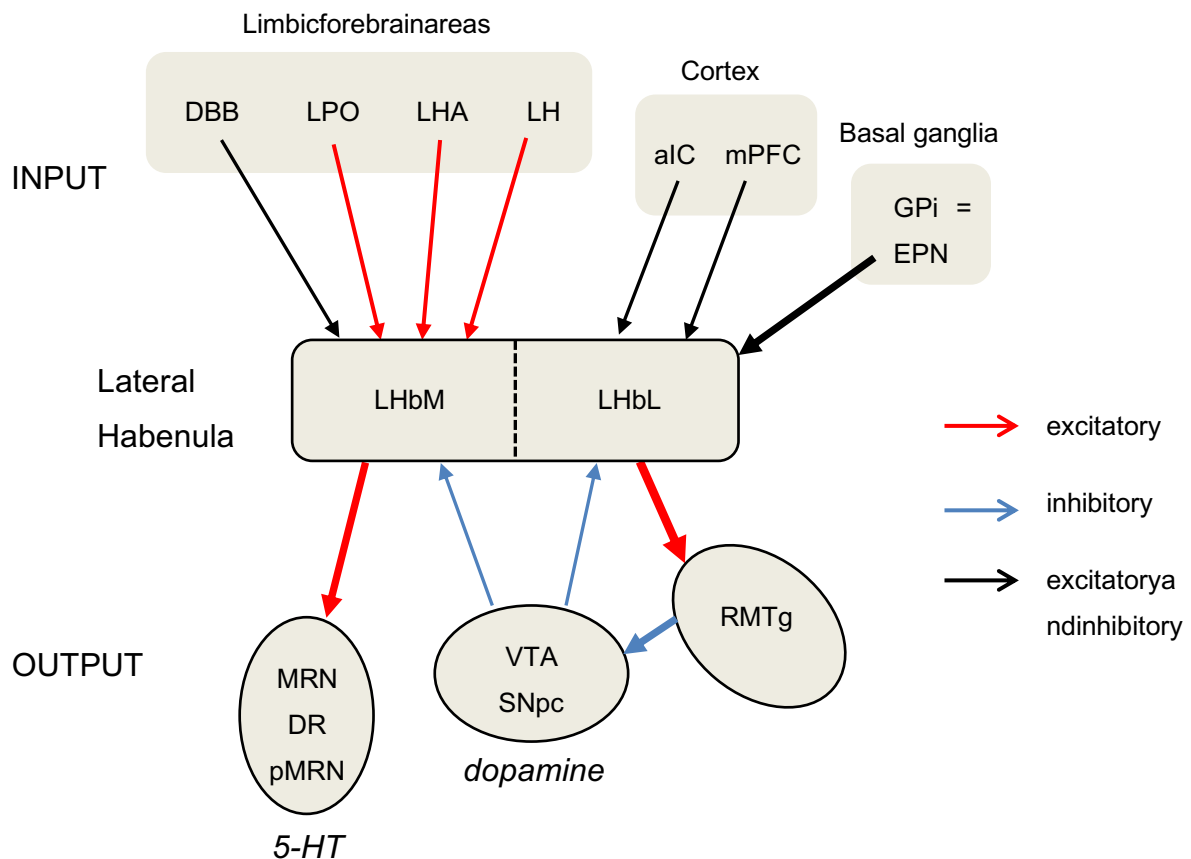 Limbicforebrainareas
Cortex
Basal ganglia
DBB LPO LHA LH
aIC mPFC
INPUT
GPi =
EPN
Lateral
Habenula
LHbM LHbL
excitatory
inhibitory
excitatorya
ndinhibitory
OUTPUT
MRN
DR
pMRN
5-HT
VTA
SNpc
dopamine
RMTg